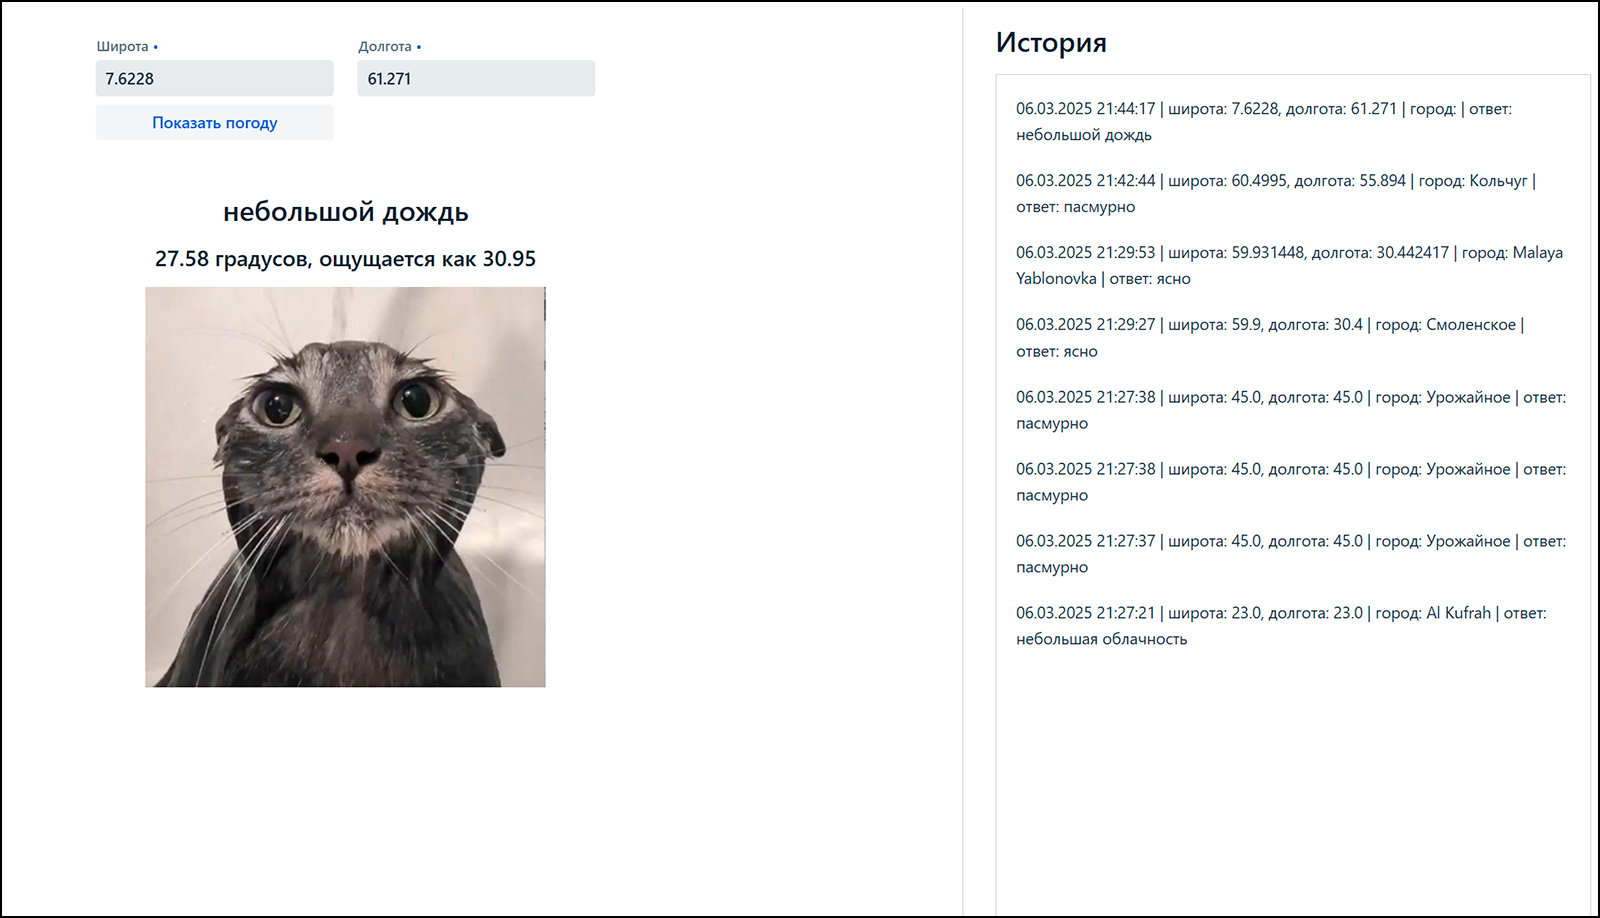 Широта •
Долгота •
7.6228
61.271
Показать погоду
небольшой дождь
27.58 градусов, ощущается как 30.95
История
06.03.2025 21:44:17 | широта: 7.6228, долгота: 61.271 | город: | ответ:
небольшой дождь
06.03.2025 21:42:44 | широта: 60.4995, долгота: 55.894 | город: Кольчуг |
ответ: пасмурно
06.03.2025 21:29:53 | широта: 59.931448, долгота: 30.442417 | город: Malaya
Yablonovka | ответ: ясно
06.03.2025 21:29:27 | широта: 59.9, долгота: 30.4 | город: Смоленское |
ответ: ясно
06.03.2025 21:27:38 | широта: 45.0, долгота: 45.0 | город: Урожайное | ответ:
пасмурно
06.03.2025 21:27:38 | широта: 45.0, долгота: 45.0 | город: Урожайное | ответ:
пасмурно
06.03.2025 21:27:37 | широта: 45.0, долгота: 45.0 | город: Урожайное | ответ:
пасмурно
06.03.2025 21:27:21 | широта: 23.0, долгота: 23.0 | город: Al Kufrah | ответ:
небольшая облачность